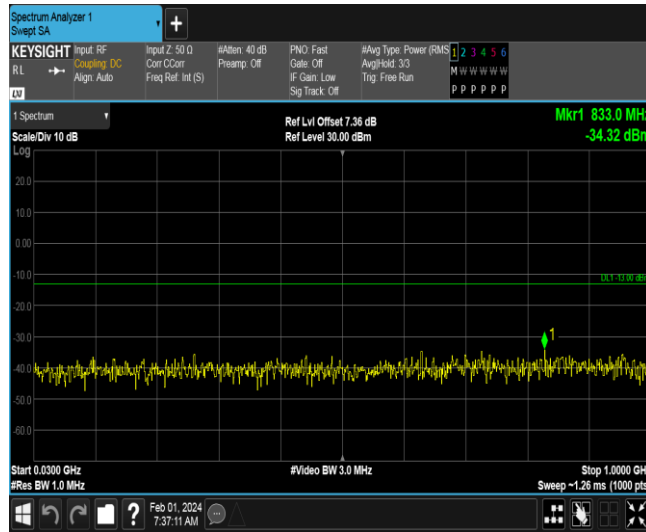 Spectrum Analyzer 1
Swept SA
+
KEYSIGHT
RL
LXI
Input: RF
Coupling: DC
Align: Auto
Input Z: 50 Ω
Corr CCorr
Freq Ref: Int (S)
#Atten: 40 dB
Preamp: Off
PNO: Fast
Gate: Off
IF Gain: Low
Sig Track: Off
#Avg Type: Power (RMS
Avg|Hold: 3/3
Trig: Free Run
1 2 3 4 5 6
M W W W W W
P P P P P P
1 Spectrum
Scale/Div 10 dB
Log
Ref Lvl Offset 7.36 dB
Ref Level 30.00 dBm
Mkr1 833.0 MHz
-34.32 dBm
20.0
10.0
0.00
-10.0
DL1 -13.00 dBm
-20.0
-30.0
1
-40.0
-50.0
-60.0
Start 0.0300 GHz
#Res BW 1.0 MHz
#Video BW 3.0 MHz
Stop 1.0000 GH
Sweep ~1.26 ms (1000 pts
?
Feb 01, 2024
7:37:11 AM